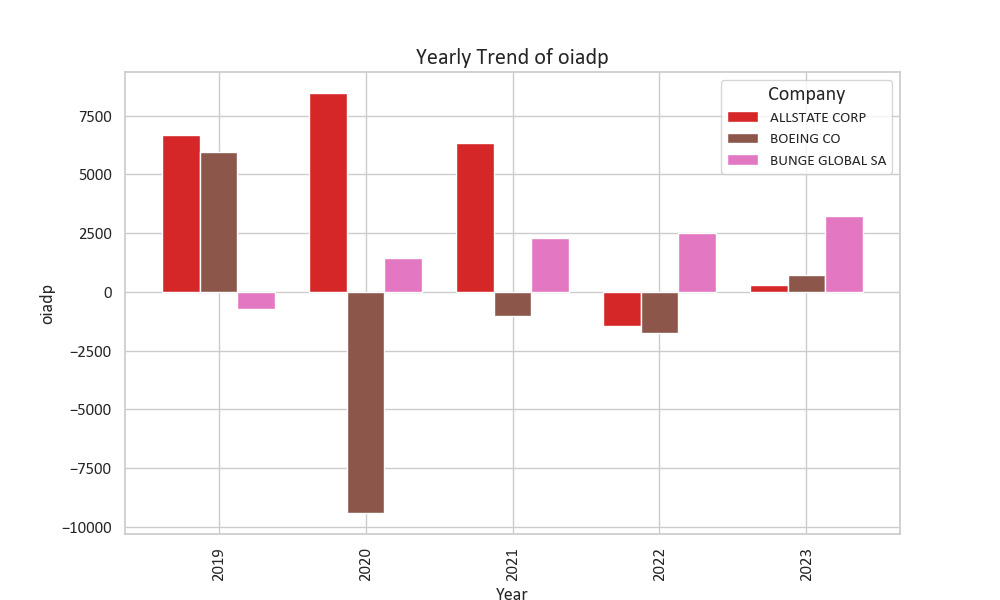 Yearly Trend of oiadp
Company
ALLSTATE CORP
BOEING CO
BUNGE GLOBAL SA
7500
5000
2500
0
−2500
−5000
−7500
−10000
oiadp
2019
2020
2021
2022
2023
Year